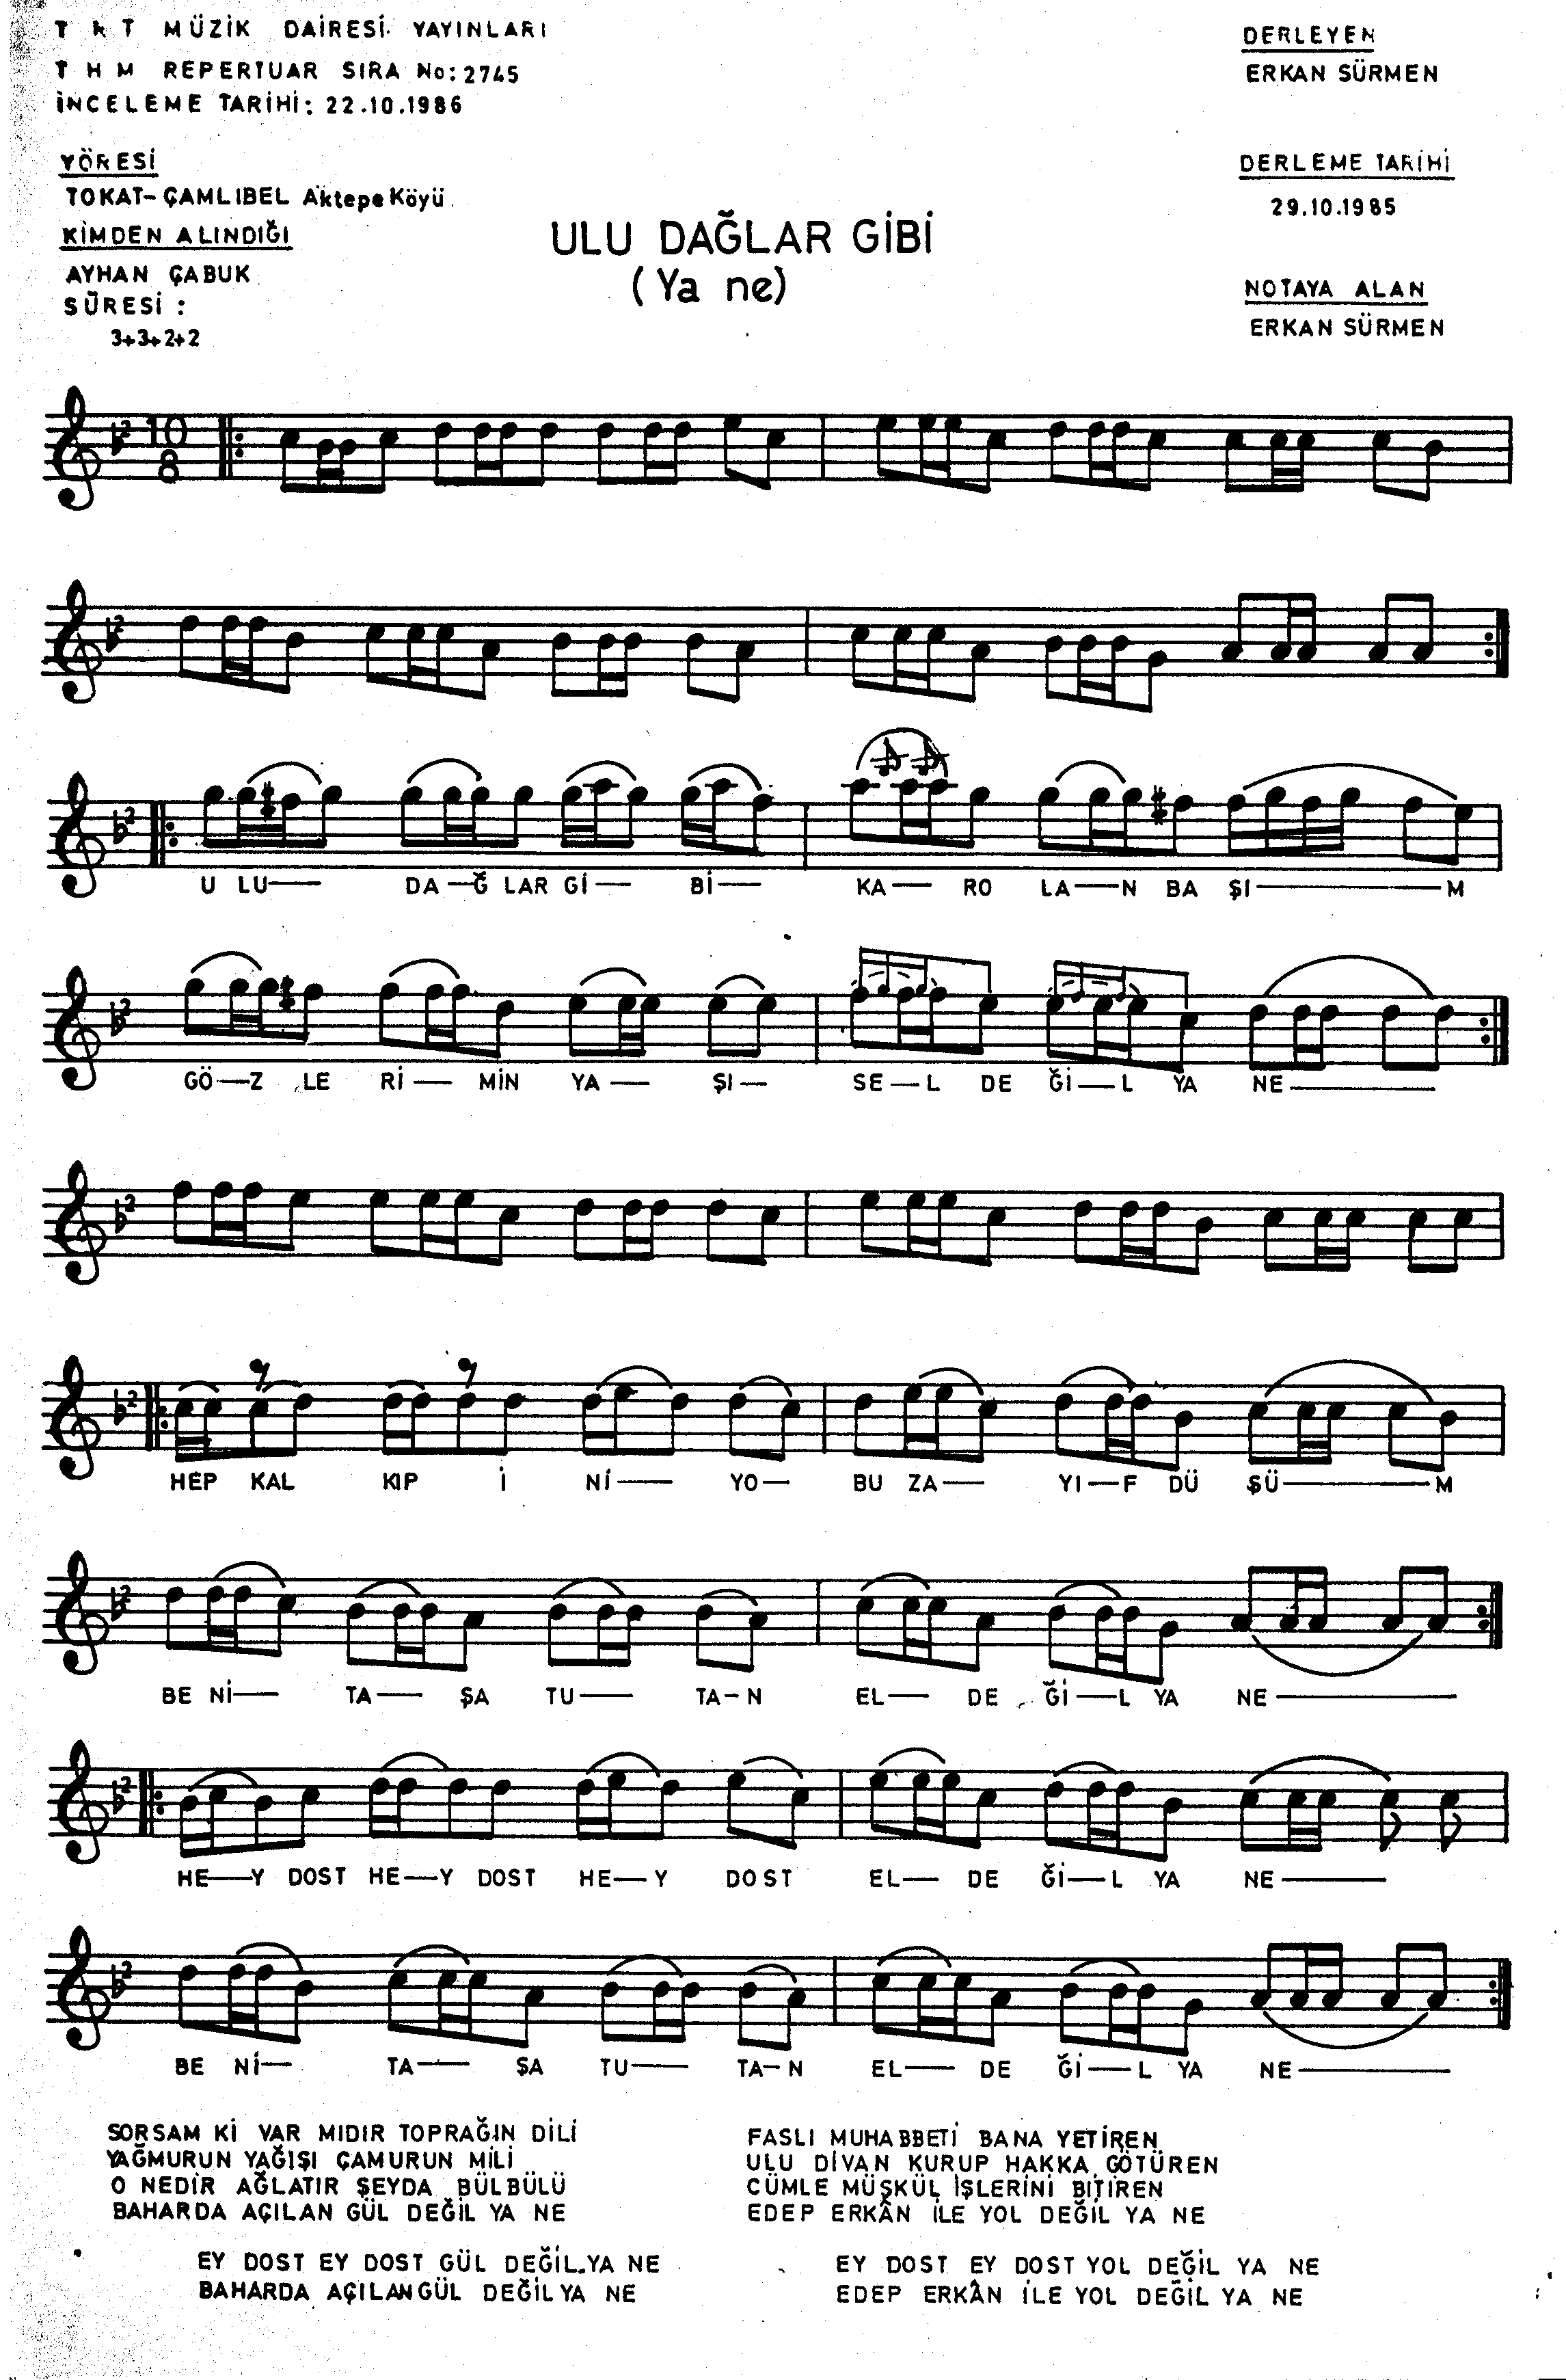 T R T MÜZİK DAİRESİ YAYINLARI
T H M REPERTUAR SIRA No: 2745
İNCELEME TARİHİ: 22.10.1986
YÖRESİ
TOKAT-ÇAMLIBEL Aktepe Köyü
KİMDEN ALINDIĞI
AYHAN ÇABUK
SÜRESİ :
3+3+2+2
ULU DAĞLAR GİBİ
(Ya ne)
DERLEYEN
ERKAN SÜRMEN
DERLEME TARİHİ
29.10.1985
NOTAYA ALAN
ERKAN SÜRMEN
10
8
U LU— DA—Ğ LAR Gİ— Bİ— KA— RO LA—N BA ŞI—M
GÖ—Z LE Rİ— MİN YA— ŞI— SE—L DE Ğİ—L YA NE—
HEP KAL KIP İ Nİ— YO— BU ZA— YI—F DÜ ŞÜ—M
BE Nİ— TA— ŞA TU— TA-N EL— DE Ğİ—L YA NE—
HE—Y DOST HE—Y DOST HE—Y DOST EL— DE Ğİ—L YA NE—
BE Nİ— TA— ŞA TU— TA-N EL— DE Ğİ—L YA NE—
SORSAM Kİ VAR MIDIR TOPRAĞIN DİLİ
YAĞMURUN YAĞIŞI ÇAMURUN MİLİ
O NEDİR AĞLATIR ŞEYDA BÜLBÜLÜ
BAHARDA AÇILAN GÜL DEĞİL YA NE
EY DOST EY DOST GÜL DEĞİL YA NE
BAHARDA AÇILAN GÜL DEĞİL YA NE
FASLI MUHABBETİ BANA YETİREN
ULU DİVAN KURUP HAKKA GÖTÜREN
CÜMLE MÜŞKÜL İŞLERİNİ BİTİREN
EDEP ERKÂN İLE YOL DEĞİL YA NE
EY DOST EY DOST YOL DEĞİL YA NE
EDEP ERKÂN İLE YOL DEĞİL YA NE